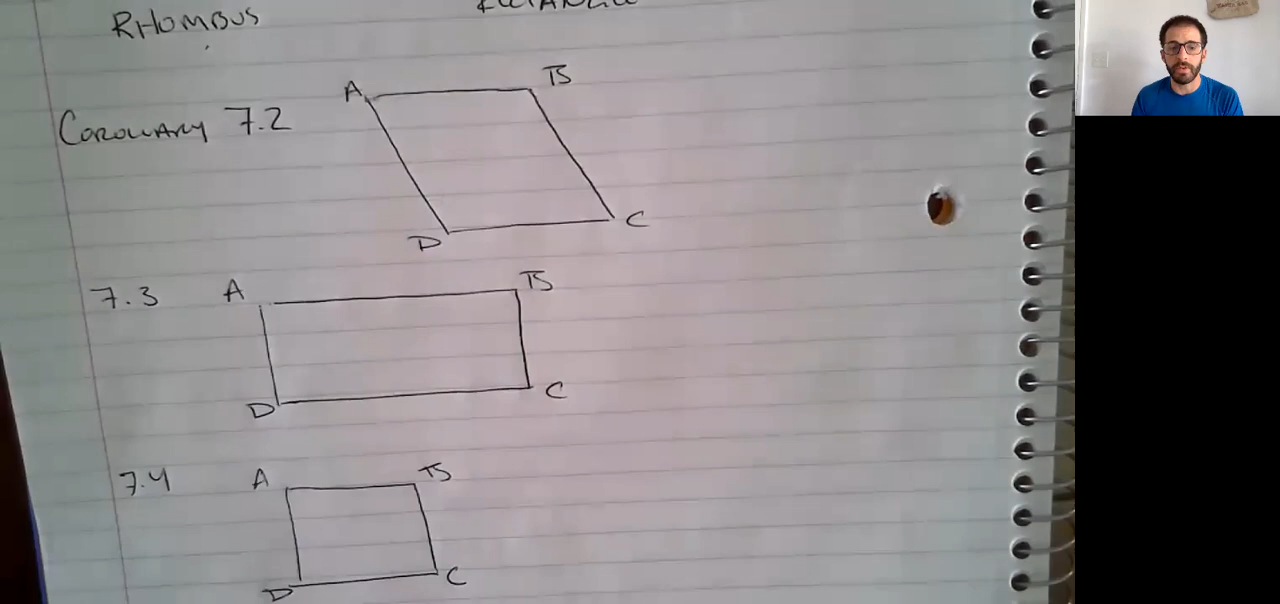 RHOMBUS
A B
COROLLARY 7.2
D C
7.3 A B
D C
7.4 A B
D C